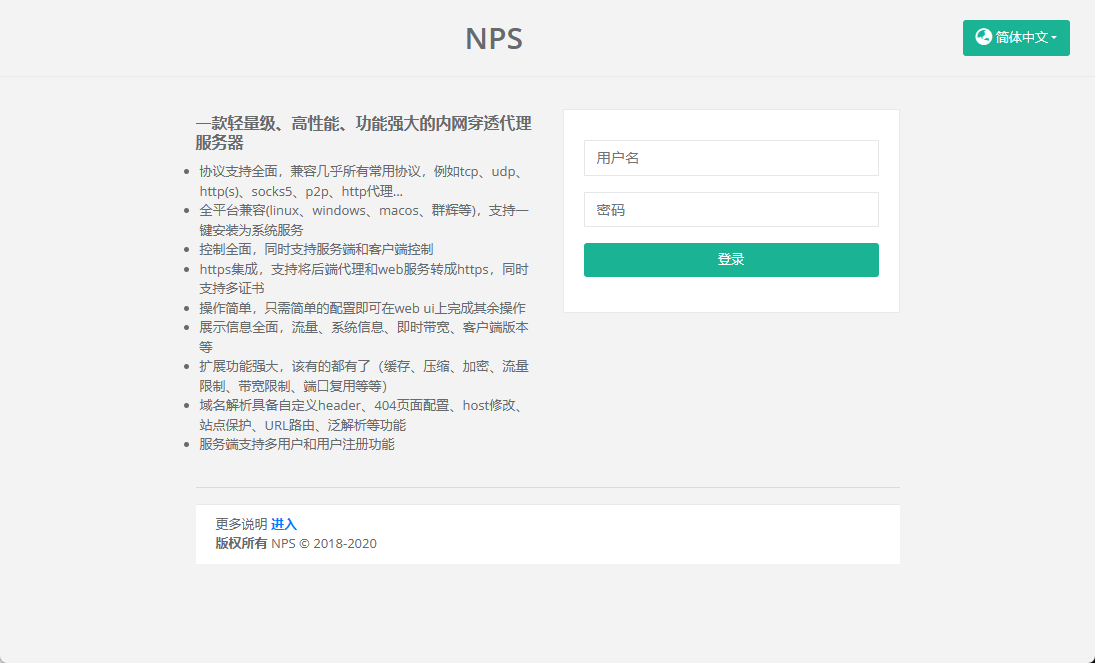 NPS
简体中文
一款轻量级、高性能、功能强大的内网穿透代理
服务器
协议支持全面，兼容几乎所有常用协议，例如tcp、udp、
http(s)、socks5、p2p、http代理...
全平台兼容(linux、windows、macos、群辉等)，支持一
键安装为系统服务
控制全面，同时支持服务端和客户端控制
https集成，支持将后端代理和web服务转成https，同时
支持多证书
操作简单，只需简单的配置即可在web ui上完成其余操作
展示信息全面，流量、系统信息、即时带宽、客户端版本
等
扩展功能强大，该有的都有了（缓存、压缩、加密、流量
限制、带宽限制、端口复用等等）
域名解析具备自定义header、404页面配置、host修改、
站点保护、URL路由、泛解析等功能
服务端支持多用户和用户注册功能
用户名
密码
登录
更多说明 进入
版权所有 NPS © 2018-2020